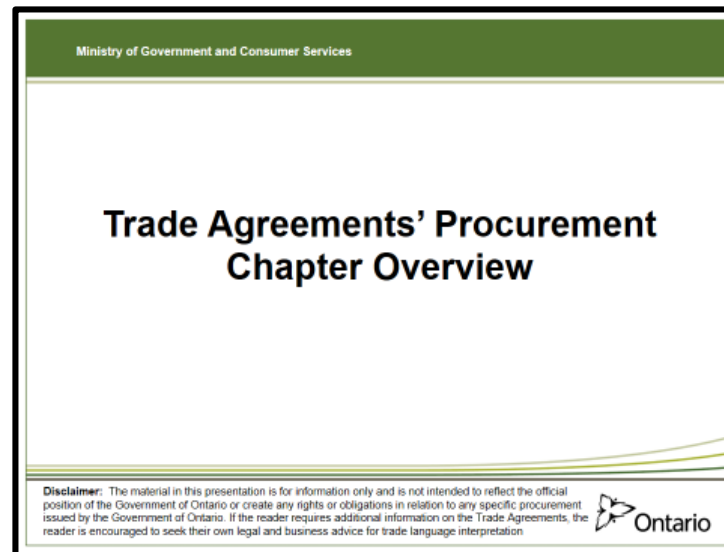 Ministry of Government and Consumer Services
Trade Agreements’ Procurement
Chapter Overview
Disclaimer: The material in this presentation is for information only and is not intended to reflect the official
position of the Government of Ontario or create any rights or obligations in relation to any specific procurement
issued by the Government of Ontario. If the reader requires additional information on the Trade Agreements, the
reader is encouraged to seek their own legal and business advice for trade language interpretation
Ontario